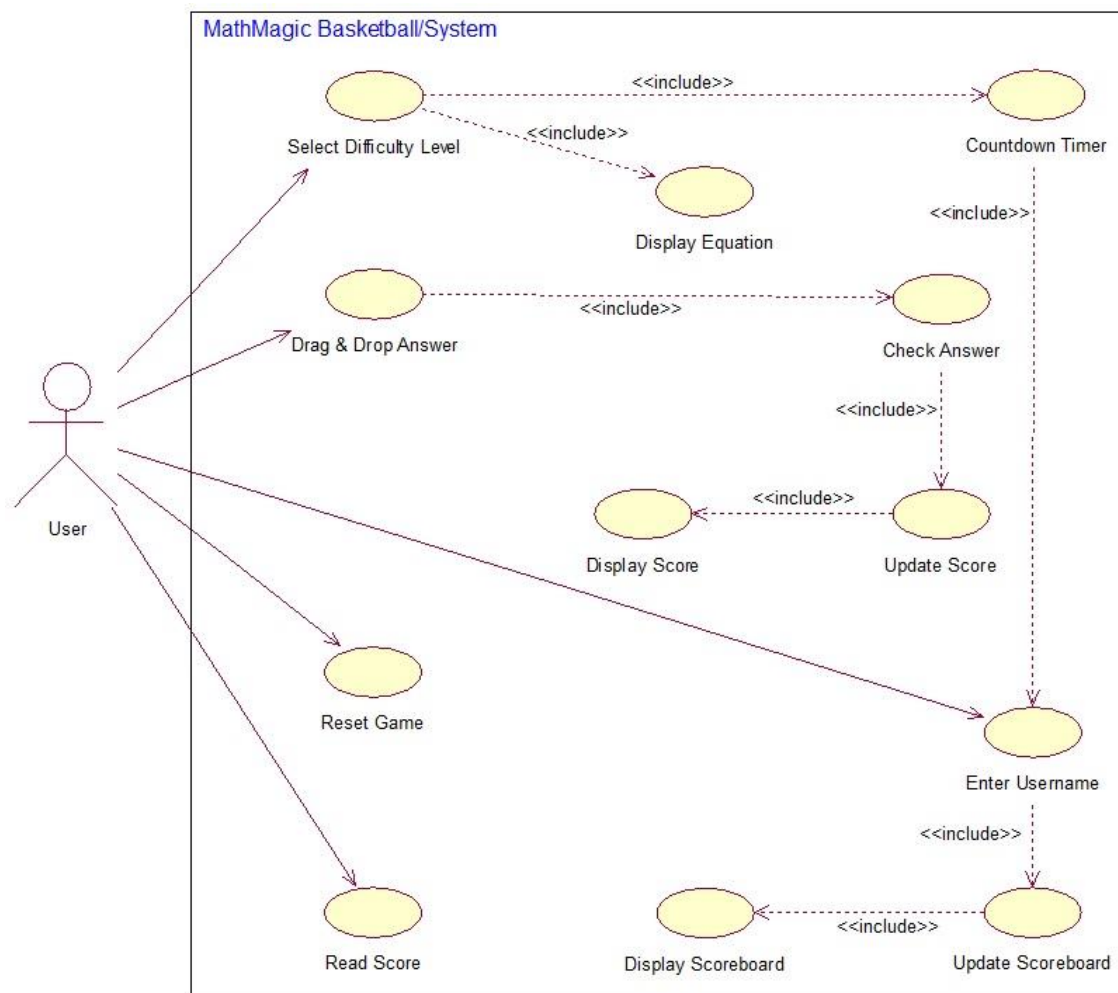 MathMagic Basketball/System
<<include>>
Select Difficulty Level
Countdown Timer
<<include>>
Display Equation
<<include>>
Drag & Drop Answer
<<include>>
Check Answer
<<include>>
User
<<include>>
Display Score
Update Score
Reset Game
Enter Username
<<include>>
Read Score
Display Scoreboard
<<include>>
Update Scoreboard